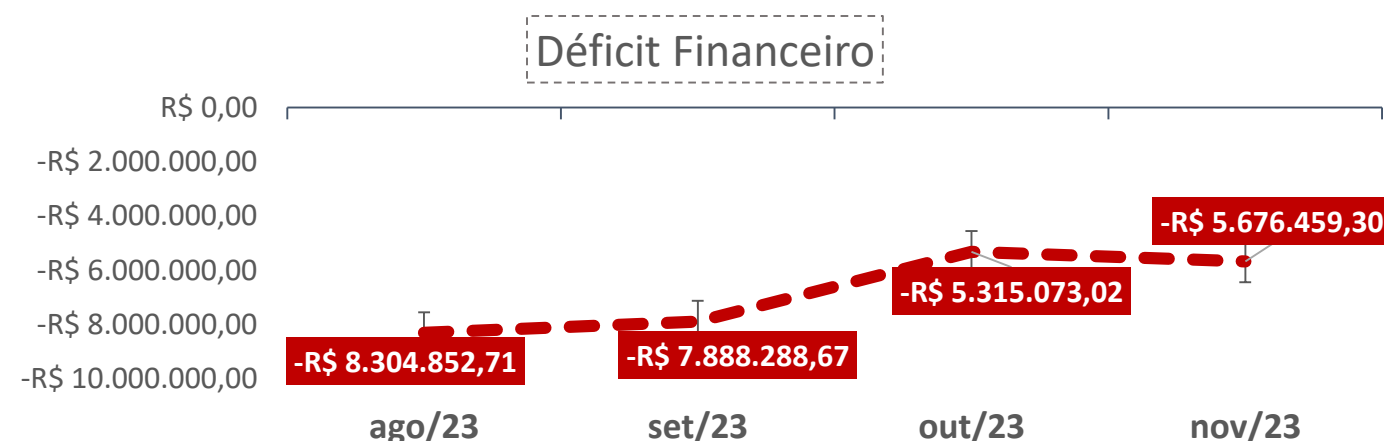 Déficit Financeiro
R$ 0,00
-R$ 2.000.000,00
-R$ 4.000.000,00
-R$ 6.000.000,00
-R$ 8.000.000,00
-R$ 10.000.000,00
-R$ 8.304.852,71
-R$ 7.888.288,67
-R$ 5.315.073,02
-R$ 5.676.459,30
ago/23
set/23
out/23
nov/23